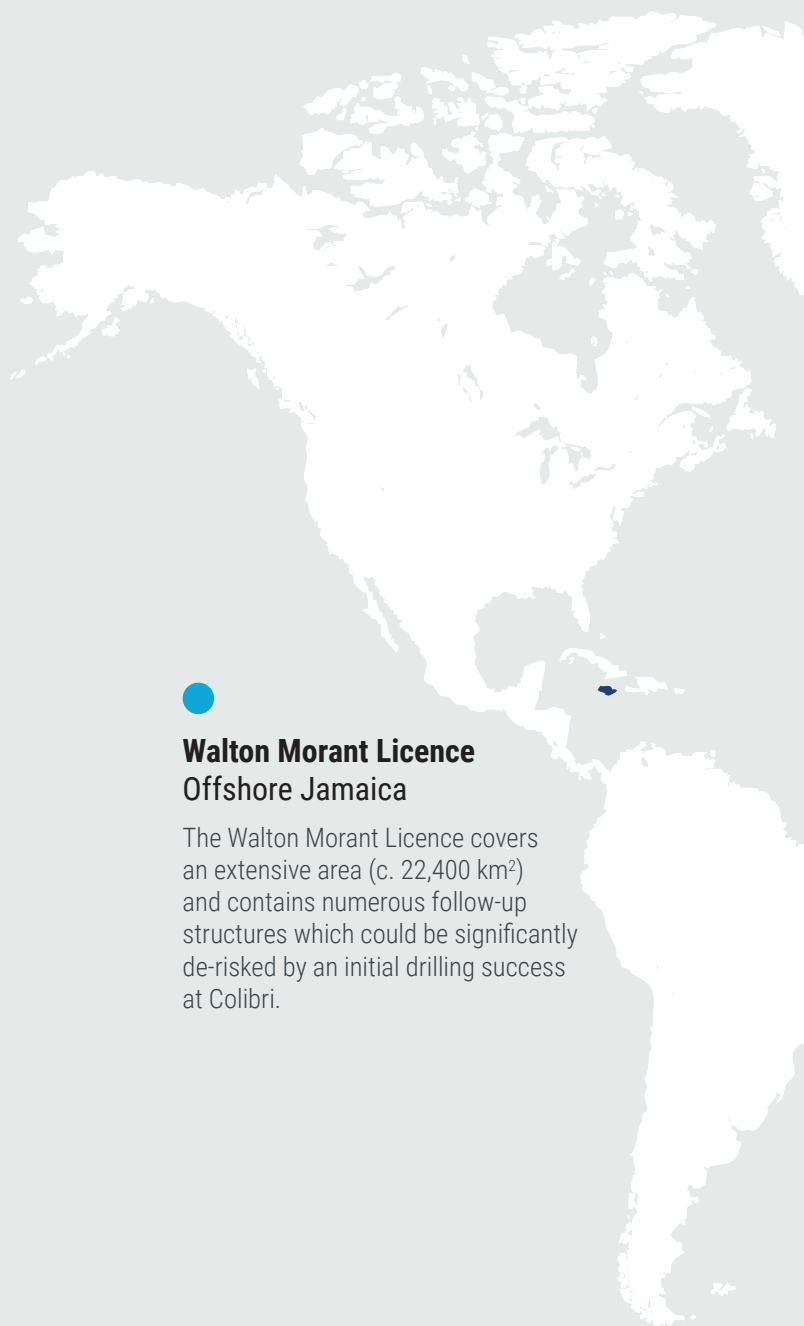 Walton Morant Licence
Offshore Jamaica
The Walton Morant Licence covers
an extensive area (c. 22,400 km²)
and contains numerous follow-up
structures which could be significantly
de-risked by an initial drilling success
at Colibri.